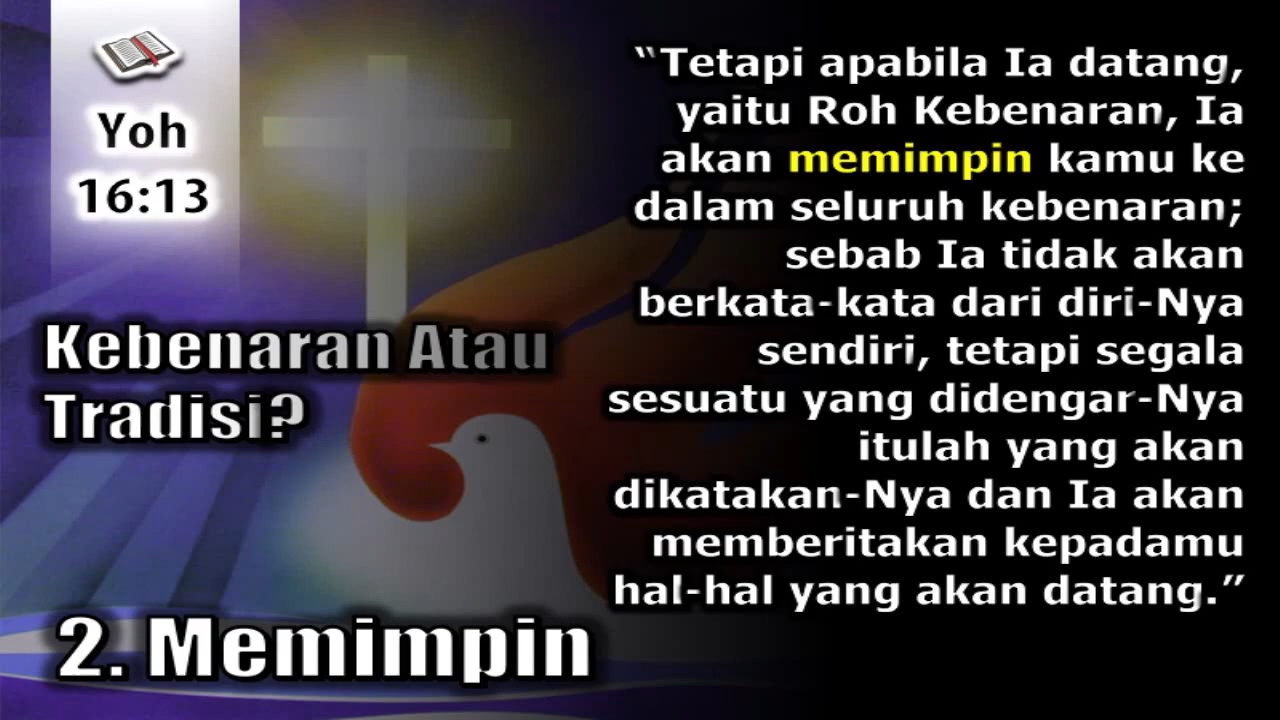 Yoh
16:13
Kebenaran Atau
Tradisi?
2. Memimpin
“Tetapi apabila Ia datang,
yaitu Roh Kebenaran, Ia
akan memimpin kamu ke
dalam seluruh kebenaran;
sebab Ia tidak akan
berkata-kata dari diri-Nya
sendiri, tetapi segala
sesuatu yang didengar-Nya
itulah yang akan
dikatakan-Nya dan Ia akan
memberitakan kepadamu
hal-hal yang akan datang.”